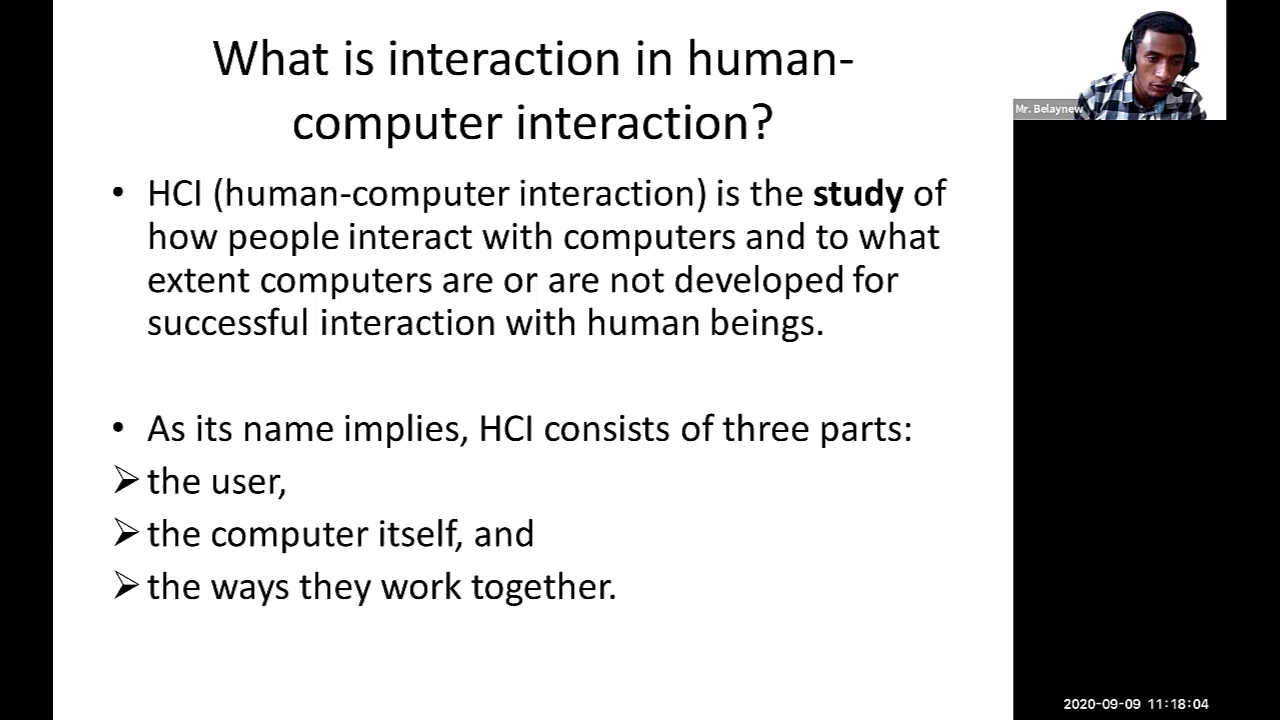 What is interaction in human-
computer interaction?
• HCI (human-computer interaction) is the study of
how people interact with computers and to what
extent computers are or are not developed for
successful interaction with human beings.
• As its name implies, HCI consists of three parts:
➢ the user,
➢ the computer itself, and
➢ the ways they work together.
Mr. Belaynew
2020-09-09 11:18:04